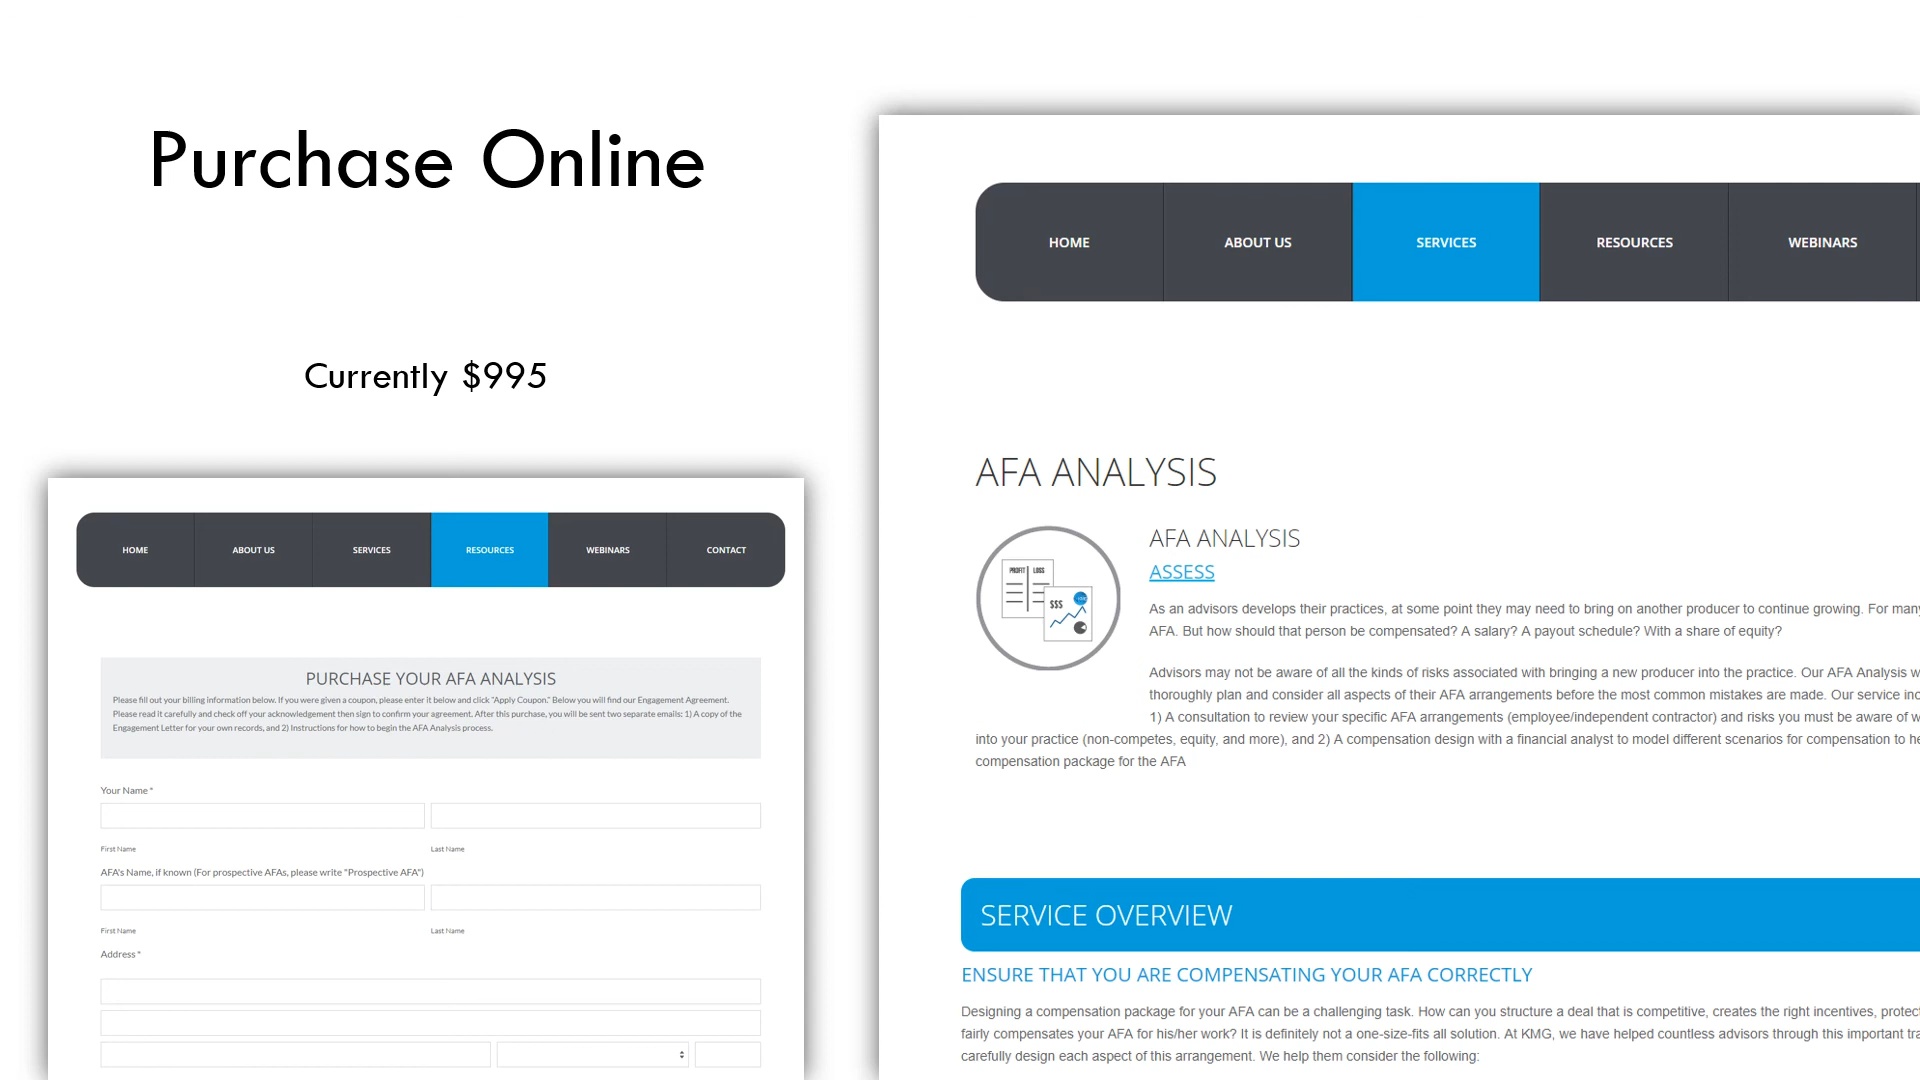 Purchase Online
Currently $995
HOME
ABOUT US
SERVICES
RESOURCES
WEBINARS
CONTACT
PURCHASE YOUR AFA ANALYSIS
Please fill out your billing information below. If you were given a coupon, please enter it below and click "Apply Coupon." Below you will find our Engagement Agreement.
Please read it carefully and check off your acknowledgement then sign to confirm your agreement. After this purchase, you will be sent two separate emails: 1) A copy of the
Engagement Letter for your own records, and 2) Instructions for how to begin the AFA Analysis process.
Your Name *
First Name
Last Name
AFA's Name, if known (For prospective AFAs, please write "Prospective AFA")
First Name
Last Name
Address *
HOME
ABOUT US
SERVICES
RESOURCES
WEBINARS
AFA ANALYSIS
PROFIT
LOSS
$$$
AFA ANALYSIS
ASSESS
As an advisors develops their practices, at some point they may need to bring on another producer to continue growing. For many
AFA. But how should that person be compensated? A salary? A payout schedule? With a share of equity?
Advisors may not be aware of all the kinds of risks associated with bringing a new producer into the practice. Our AFA Analysis w
thoroughly plan and consider all aspects of their AFA arrangements before the most common mistakes are made. Our service inc
1) A consultation to review your specific AFA arrangements (employee/independent contractor) and risks you must be aware of w
into your practice (non-competes, equity, and more), and 2) A compensation design with a financial analyst to model different scenarios for compensation to he
compensation package for the AFA
SERVICE OVERVIEW
ENSURE THAT YOU ARE COMPENSATING YOUR AFA CORRECTLY
Designing a compensation package for your AFA can be a challenging task. How can you structure a deal that is competitive, creates the right incentives, protect
fairly compensates your AFA for his/her work? It is definitely not a one-size-fits all solution. At KMG, we have helped countless advisors through this important tra
carefully design each aspect of this arrangement. We help them consider the following: